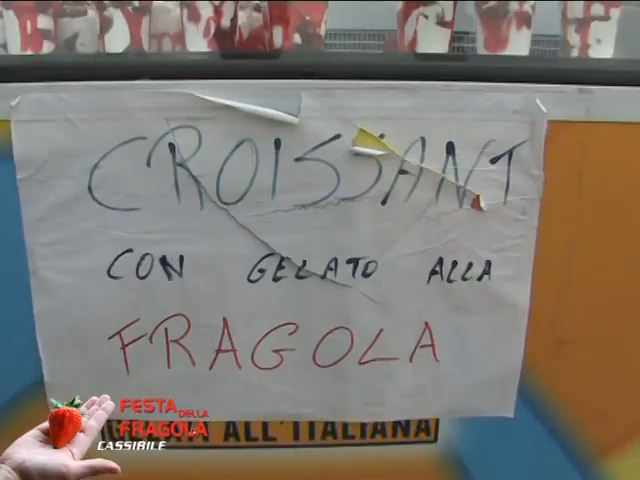 CROISSANT
CON GELATO ALLA
FRAGOLA
FESTA DELLA
FRAGOLA
CASSIBILE
ALL'ITALIANA